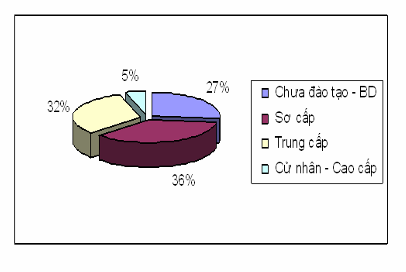 5%
27%
32%
36%
Chưa đào tạo - BD
Sơ cấp
Trung cấp
Cử nhân - Cao cấp